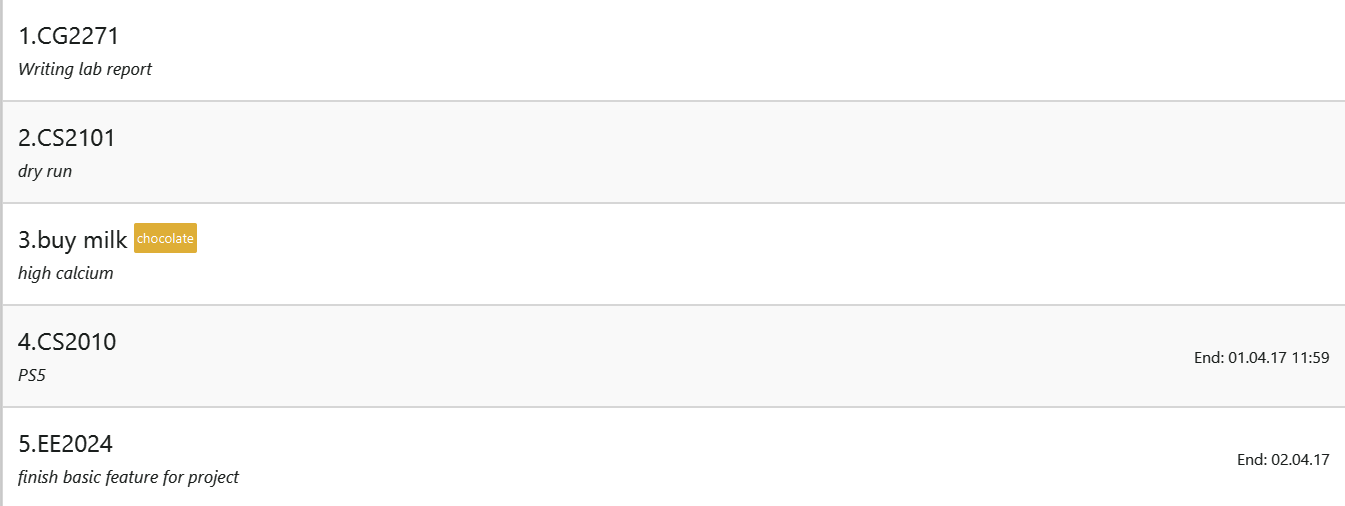 1.CG2271
Writing lab report
2.CS2101
dry run
3.buy milk chocolate
high calcium
4.CS2010
End: 01.04.17 11:59
PS5
5.EE2024
End: 02.04.17
finish basic feature for project